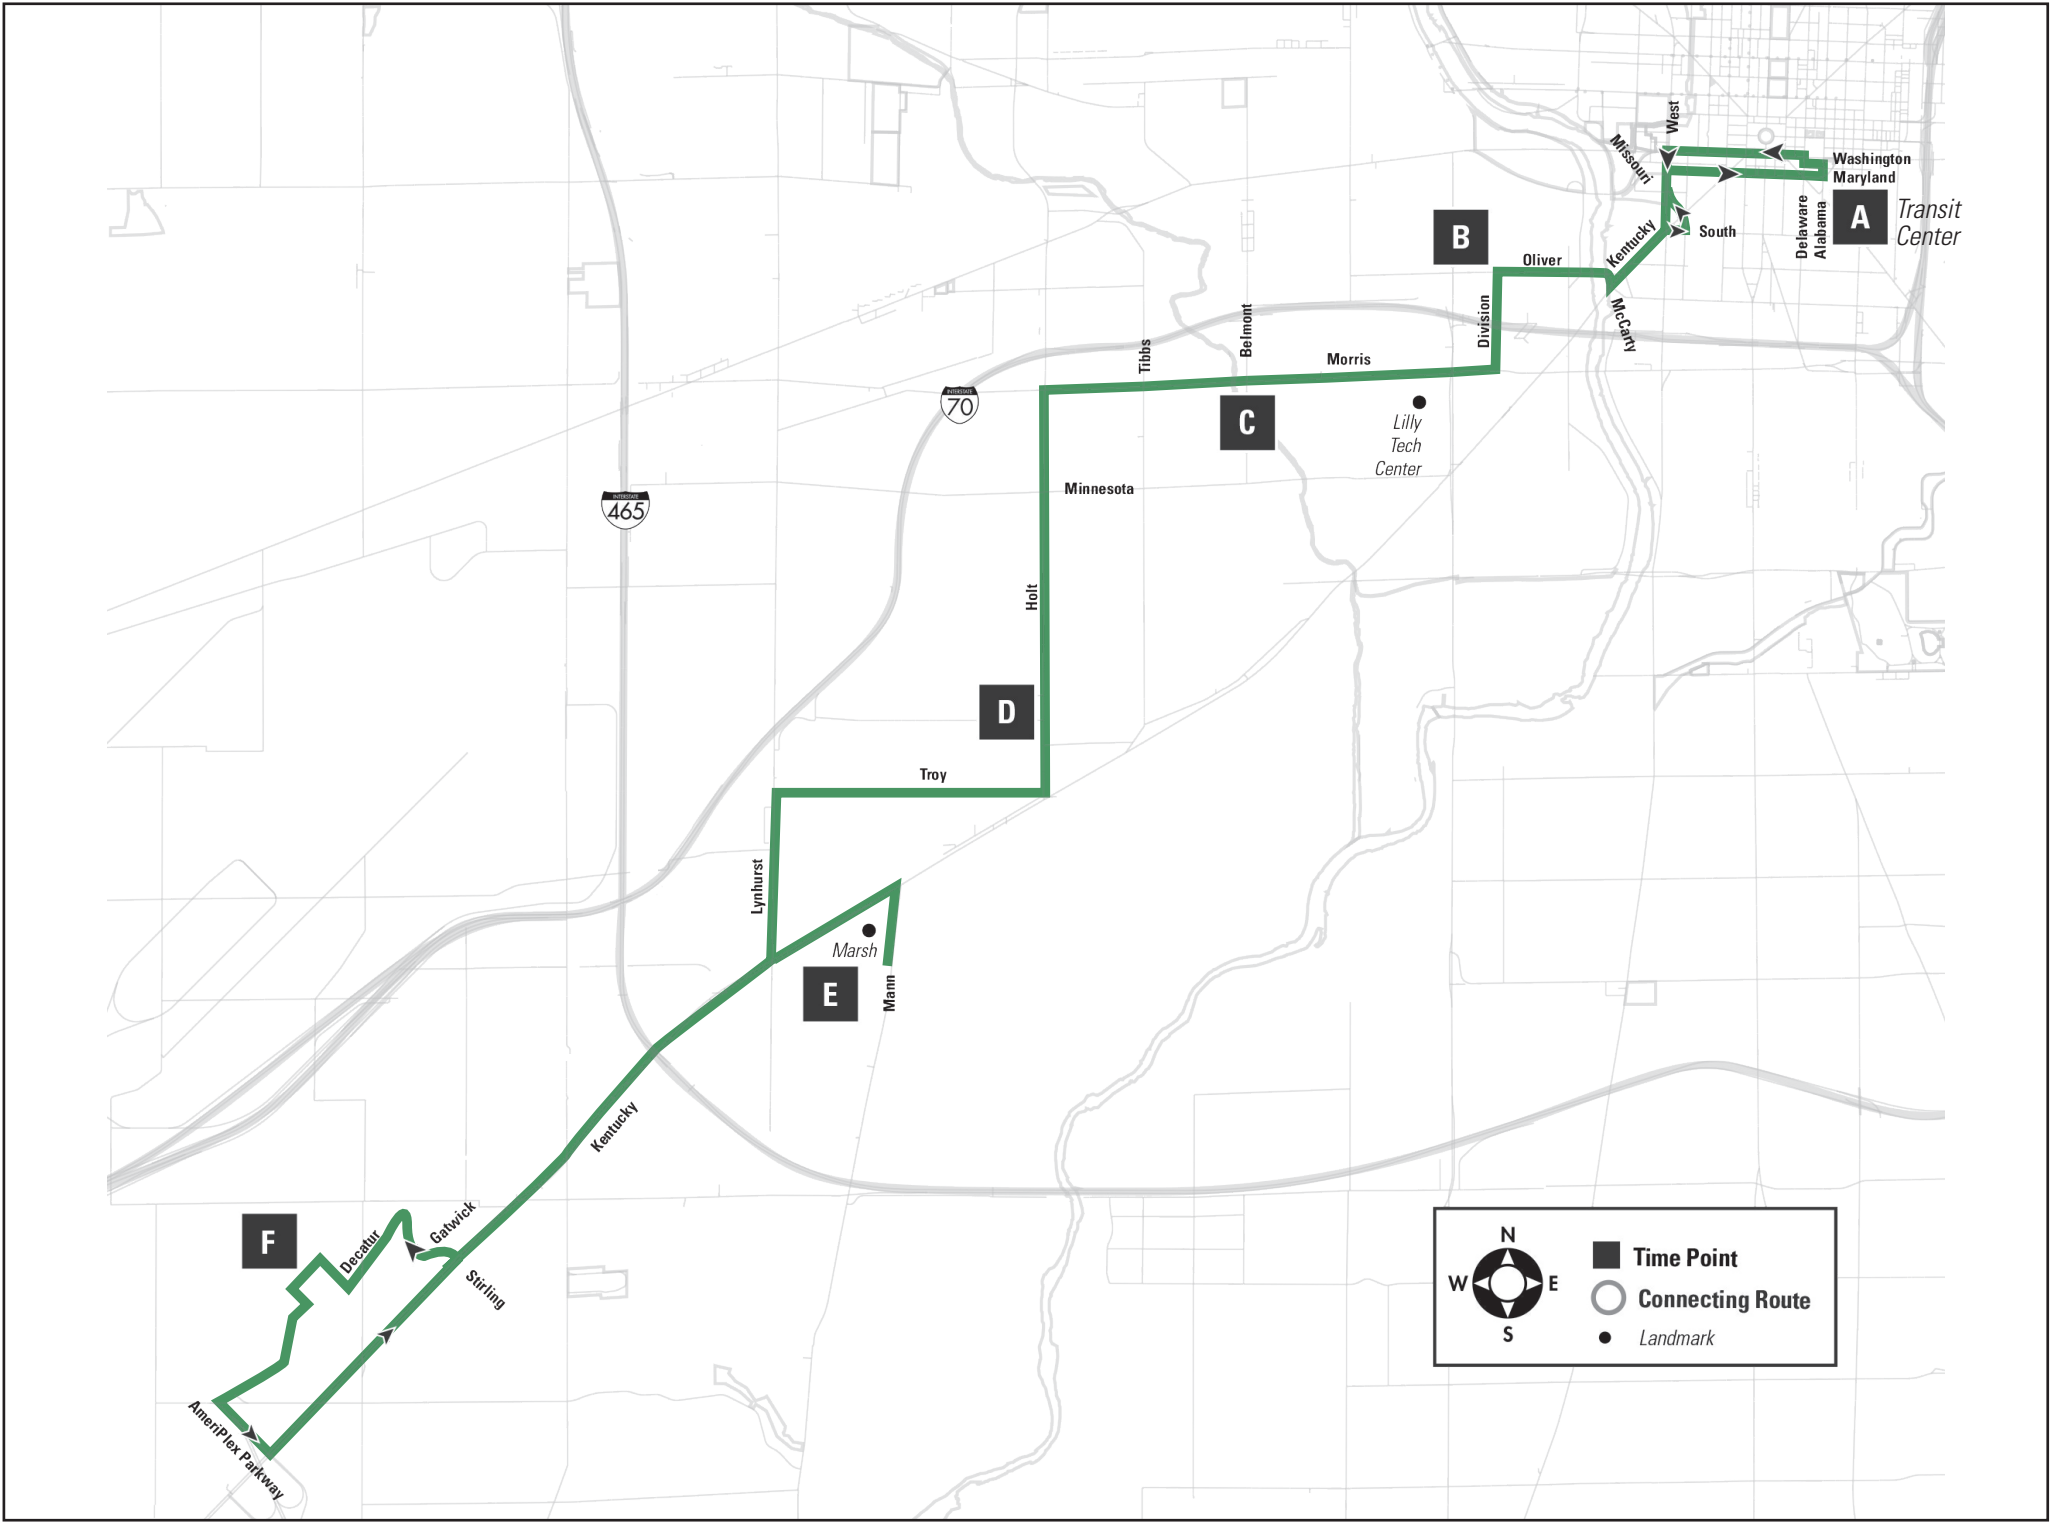 West
Missouri
Washington
Maryland
A
Transit
Center
Delaware
Alabama
South
Kentucky
B
Oliver
McCarty
Division
Belmont
Tibbs
Morris
INTERSTATE
70
C
Lilly
Tech
Center
Minnesota
INTERSTATE
465
Holt
D
Troy
Lynhurst
Marsh
E
Mann
Kentucky
F
Decatur
Gatwick
Stirling
AmeriPlex Parkway
N
W
E
S
Time Point
Connecting Route
Landmark